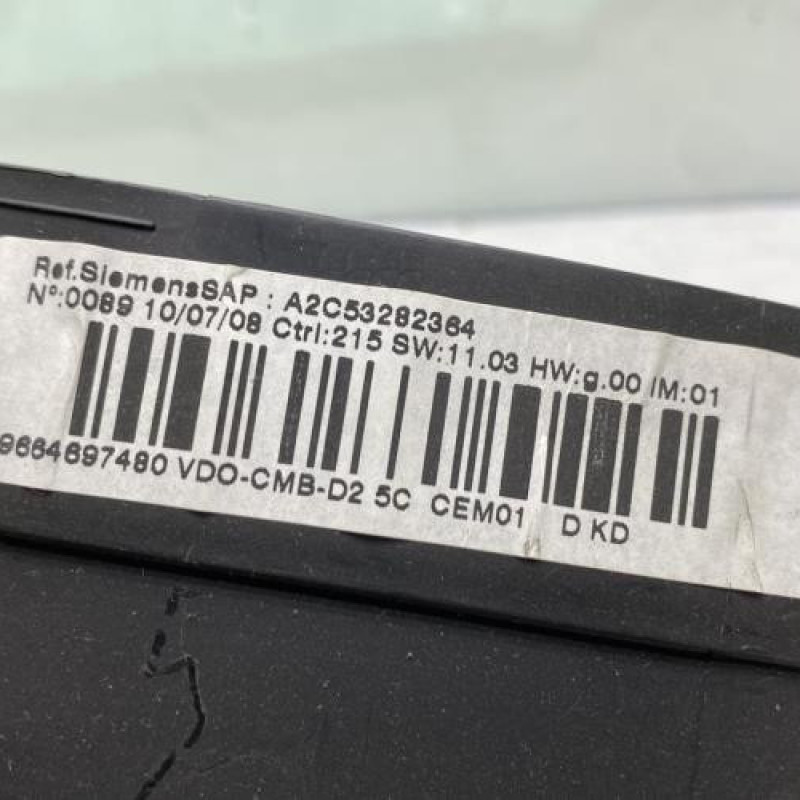 Ref.SiemensSAP : A2C53282364
Nº:0089 10/07/08 Ctrl:215 SW:11.03 HW:g.00 IM:01
9664697480 VDO-CMB-D2 5C CEM01 D KD